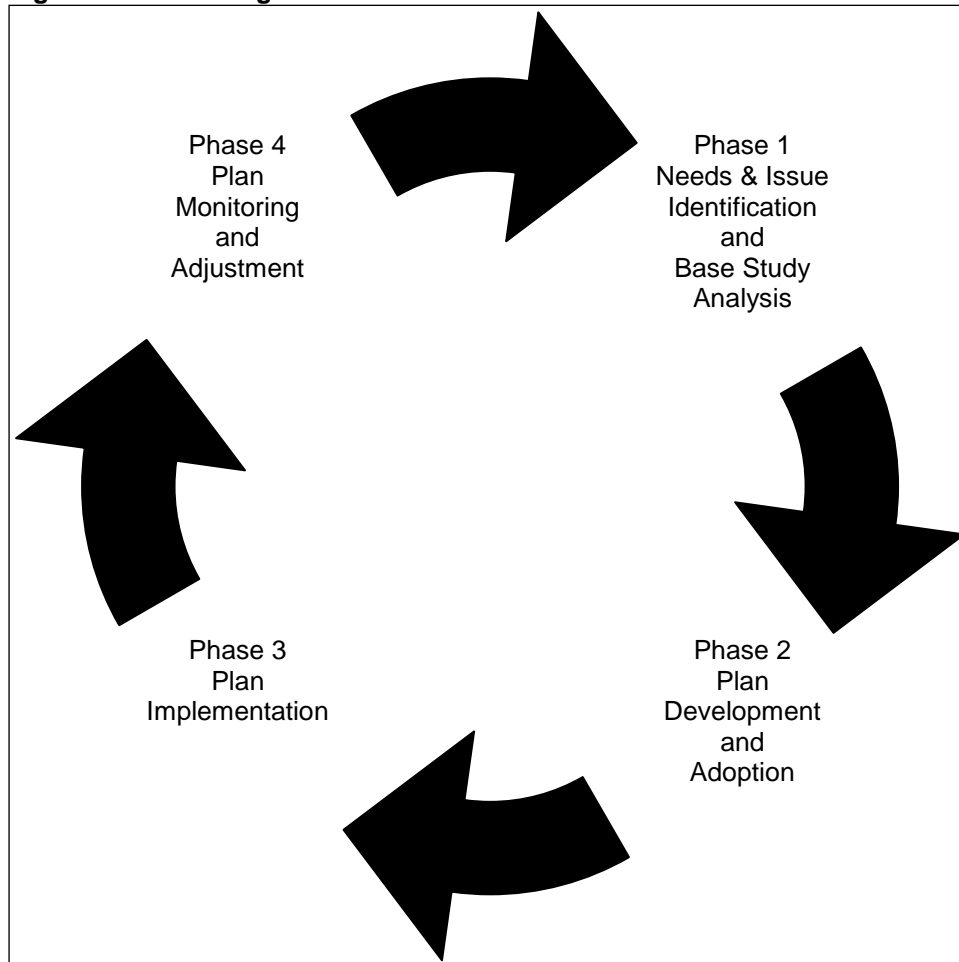 Phase 4
Plan
Monitoring
and
Adjustment
Phase 1
Needs & Issue
Identification
and
Base Study
Analysis
Phase 3
Plan
Implementation
Phase 2
Plan
Development
and
Adoption